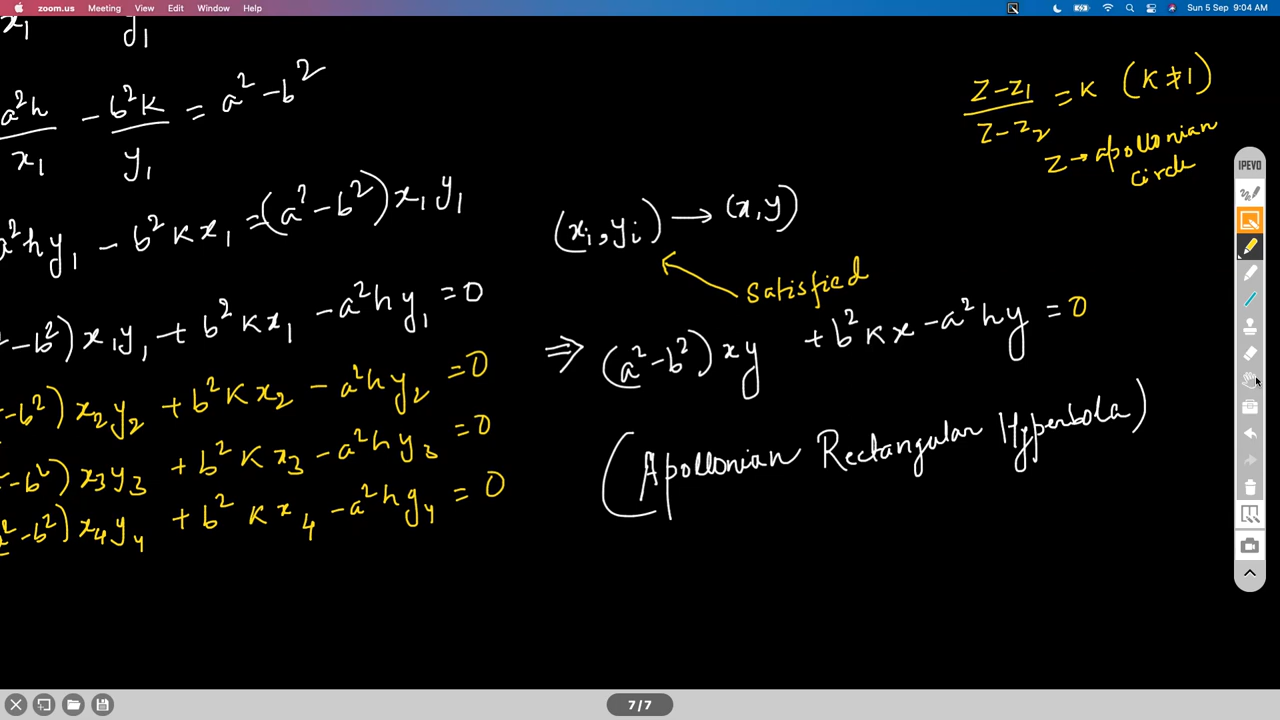 zoom.us Meeting View Edit Window Help Sun 5 Sep 9:04 AM
x₁ y₁
a²h/x₁ - b²k/y₁ = a² - b²
a²hy₁ - b²kx₁ = (a² - b²)x₁y₁
-b²)x₁y₁ + b²kx₁ - a²hy₁ = 0
-b²)x₂y₂ + b²kx₂ - a²hy₂ = 0
-b²)x₃y₃ + b²kx₃ - a²hy₃ = 0
²-b²)x₄y₄ + b²kx₄ - a²hy₄ = 0
z-z₁/z-z₂ = k (k≠1)
z → apollonian
circle
(xᵢ, yᵢ) → (x, y)
Satisfied
⇒ (a²-b²)xy + b²kx - a²hy = 0
(Apollonian Rectangular Hyperbola)
IPEVO
7/7